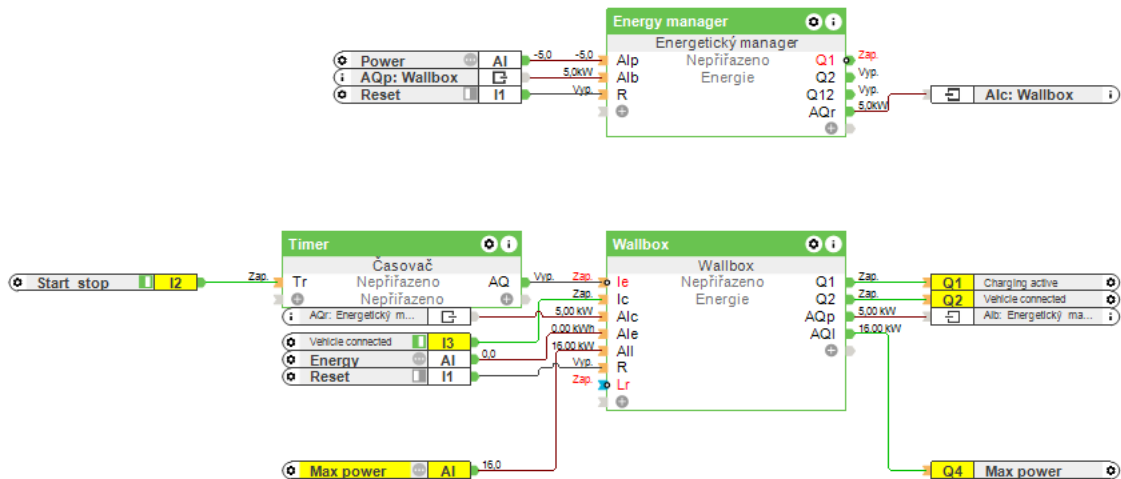 Energy manager
Energetický manager
Power AI -5,0 -5,0 AIp Nepřiřazeno Q1 Zap.
AQp: Wallbox 5,0kW AIb Energie Q2 Vyp.
Reset I1 Vyp. R Q12 Vyp.
AQr 5,0kW AIc: Wallbox
Timer
Časovač
Start stop I2 Zap. Tr Nepřiřazeno AQ Vyp.
Nepřiřazeno
AQr: Energetický m...
Vehicle connected I3
Energy AI 0,0
Reset I1
Max power AI 16,0
Wallbox
Wallbox
Zap. Ie Nepřiřazeno Q1 Zap. Q1 Charging active
Zap. Ic Energie Q2 Zap. Q2 Vehicle connected
5,00 kW AIc AQp 5,00 kW AIb: Energetický ma...
0,00 kWh AIe AQl 16,00 kW
16,00 kW AIl
Vyp. R
Zap. Lr
Q4 Max power